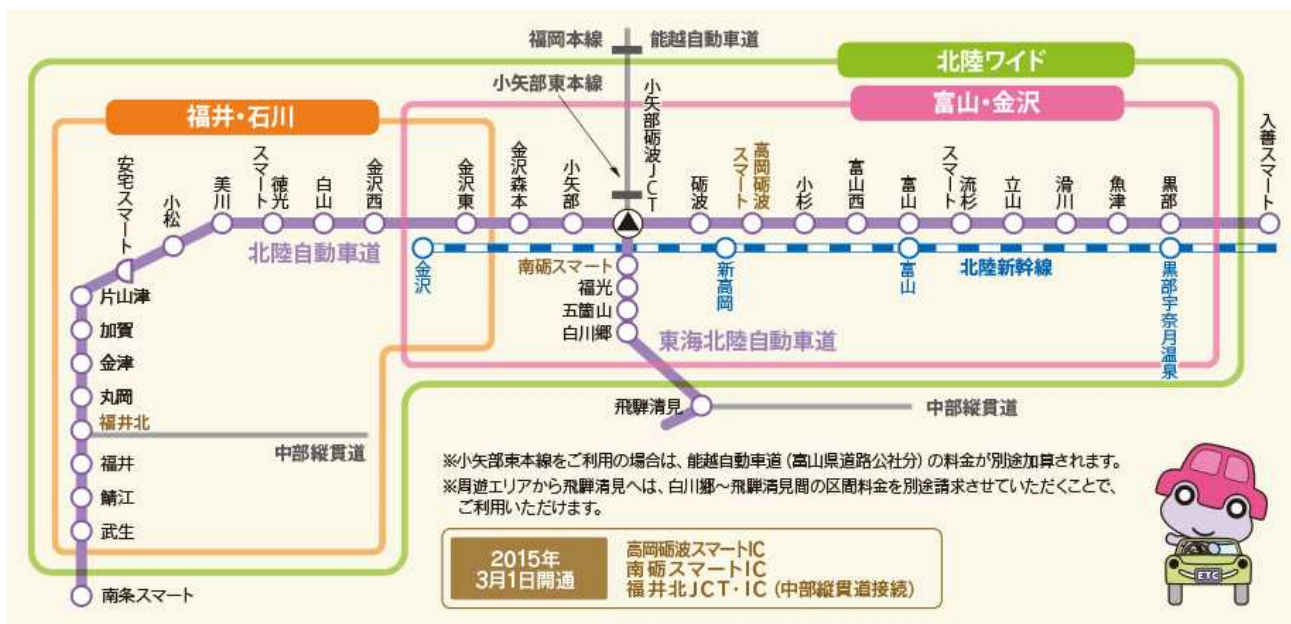 福岡本線
能越自動車道
北陸ワイド
小矢部東本線
富山・金沢
福井・石川
安宅スマート
小松
美川
徳光スマート
白山
金沢西
金沢東
金沢森本
小矢部
小矢部砺波JCT
砺波
高岡砺波スマート
小杉
富山西
富山
流杉スマート
立山
滑川
魚津
黒部
入善スマート
北陸自動車道
金沢
新高岡
富山
北陸新幹線
黒部宇奈月温泉
南砺スマート
福光
五箇山
白川郷
東海北陸自動車道
飛騨清見
中部縦貫道
片山津
加賀
金津
丸岡
福井北
中部縦貫道
福井
鯖江
武生
南条スマート
※小矢部東本線をご利用の場合は、能越自動車道(富山県道路公社分)の料金が別途加算されます。
※周遊エリアから飛騨清見へは、白川郷~飛騨清見間の区間料金を別途請求させていただくことで、
ご利用いただけます。
2015年
3月1日開通
高岡砺波スマートIC
南砺スマートIC
福井北JCT・IC(中部縦貫道接続)
ETC